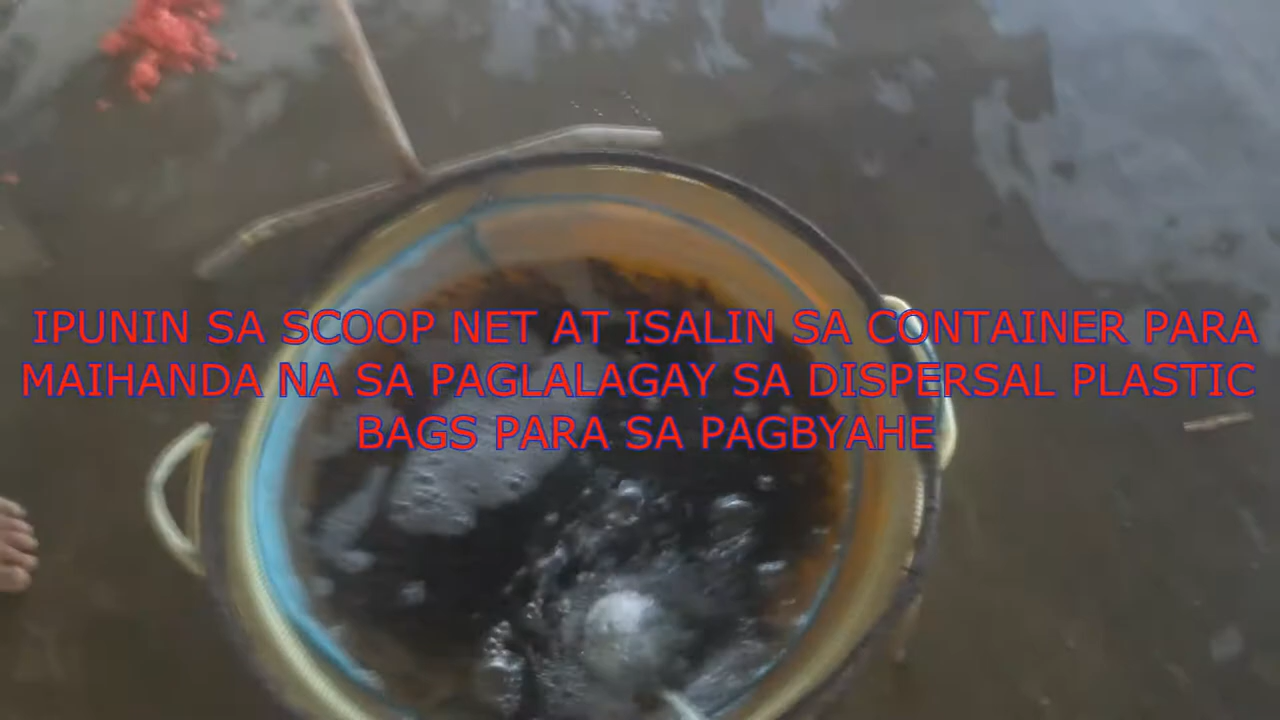 IPUNIN SA SCOOP NET AT ISALIN SA CONTAINER PARA
MAIHANDA NA SA PAGLALAGAY SA DISPERSAL PLASTIC
BAGS PARA SA PAGBYAHE